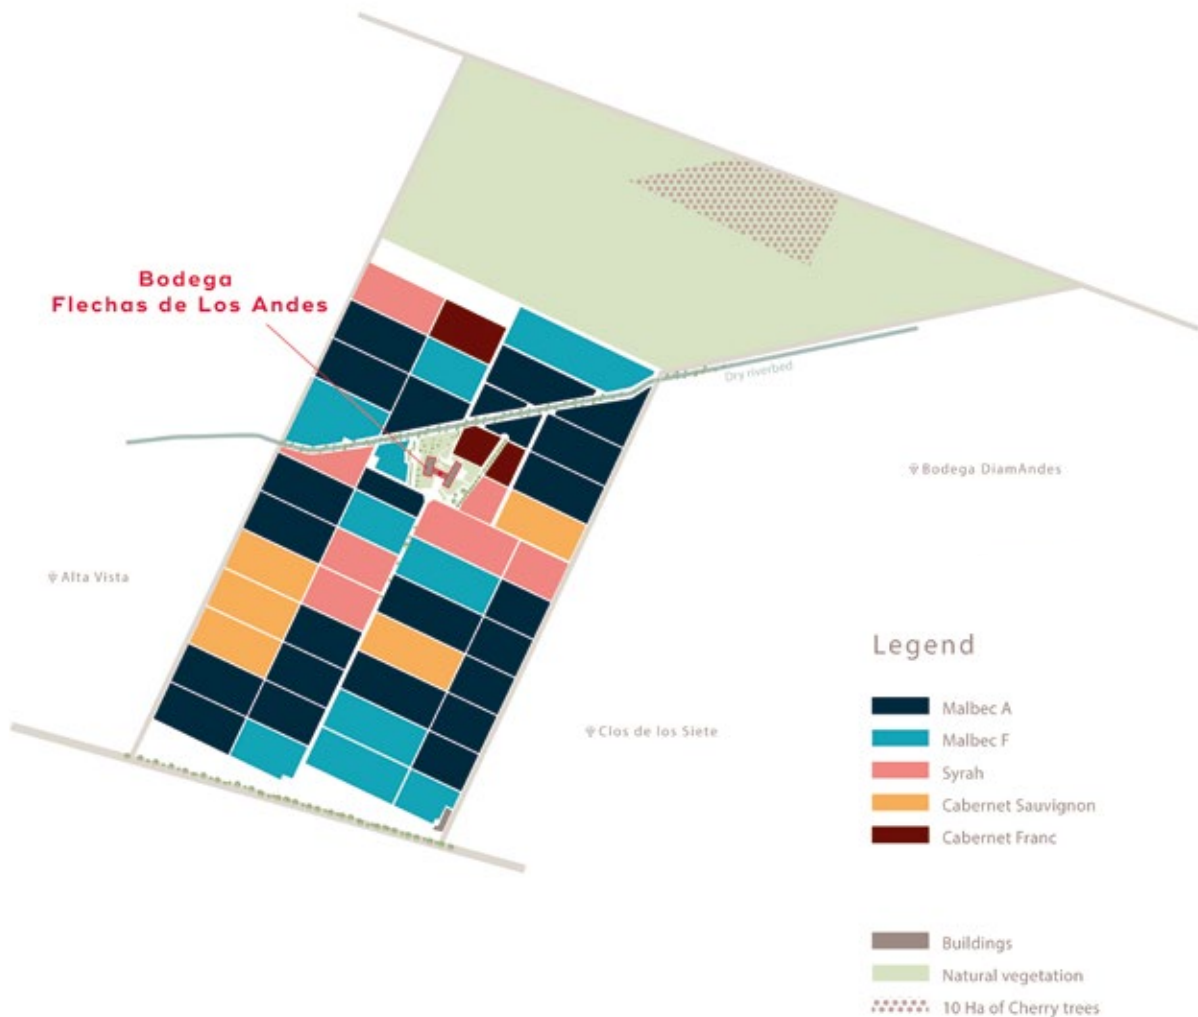 Bodega
Flechas de Los Andes
Dry riverbed
Bodega DiamAndes
Alta Vista
Clos de los Siete
Legend
Malbec A
Malbec F
Syrah
Cabernet Sauvignon
Cabernet Franc
Buildings
Natural vegetation
10 Ha of Cherry trees